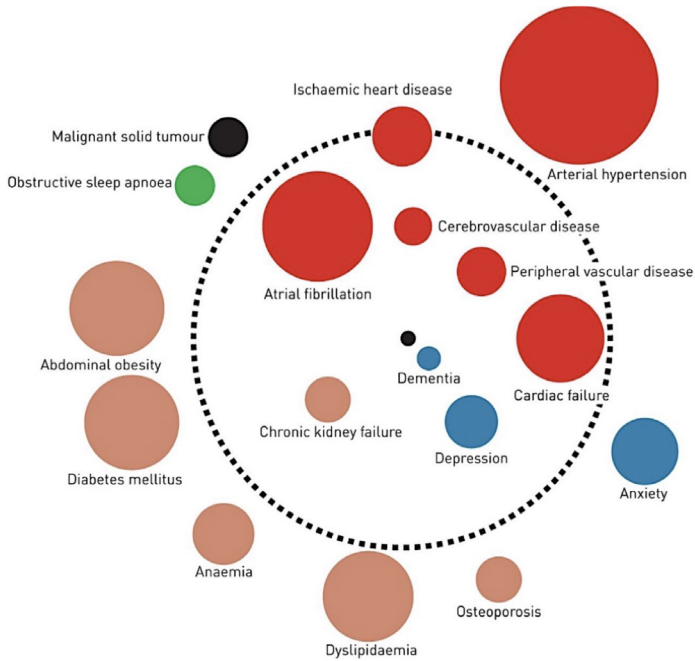 Ischaemic heart disease
Malignant solid tumour
Arterial hypertension
Obstructive sleep apnoea
Cerebrovascular disease
Peripheral vascular disease
Atrial fibrillation
Abdominal obesity
Dementia
Cardiac failure
Chronic kidney failure
Depression
Diabetes mellitus
Anxiety
Anaemia
Osteoporosis
Dyslipidaemia